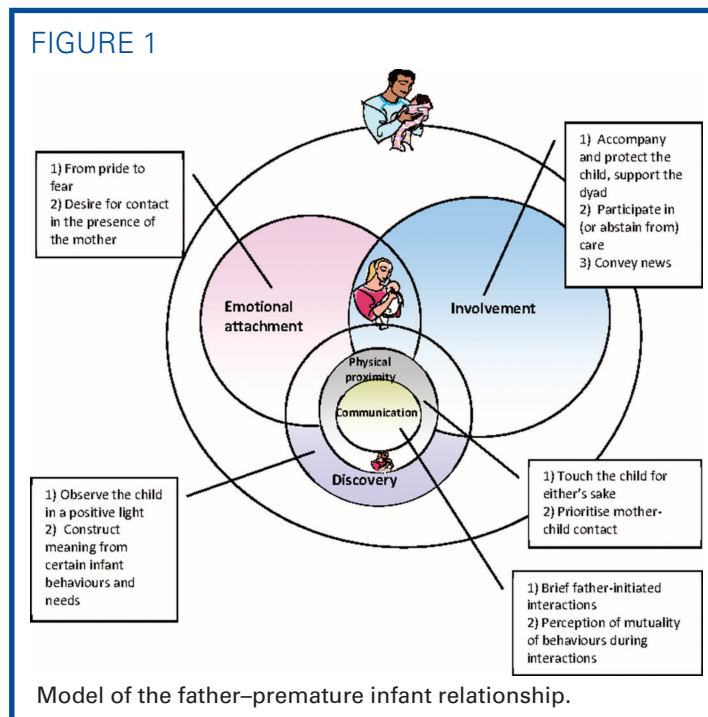 FIGURE 1
1) From pride to
fear
2) Desire for contact
in the presence of
the mother
1) Accompany
and protect the
child, support the
dyad
2) Participate in
(or abstain from)
care
3) Convey news
Emotional
attachment
Involvement
Physical
proximity
Communication
Discovery
1) Observe the child
in a positive light
2) Construct
meaning from
certain infant
behaviours and
needs
1) Touch the child for
either's sake
2) Prioritise mother-
child contact
1) Brief father-initiated
interactions
2) Perception of mutuality
of behaviours during
interactions
Model of the father–premature infant relationship.